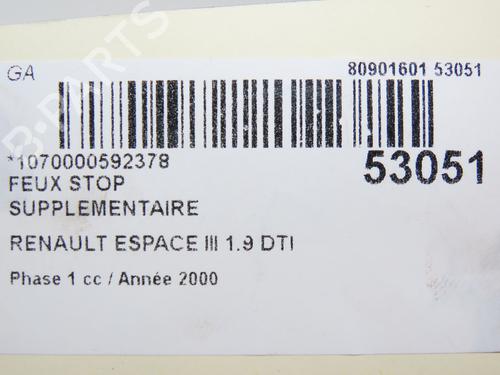 GA
80901601 53051
*1070000592378
53051
FEUX STOP
SUPPLEMENTAIRE
RENAULT ESPACE III 1.9 DTI
Phase 1 cc / Année 2000
B-PARTS